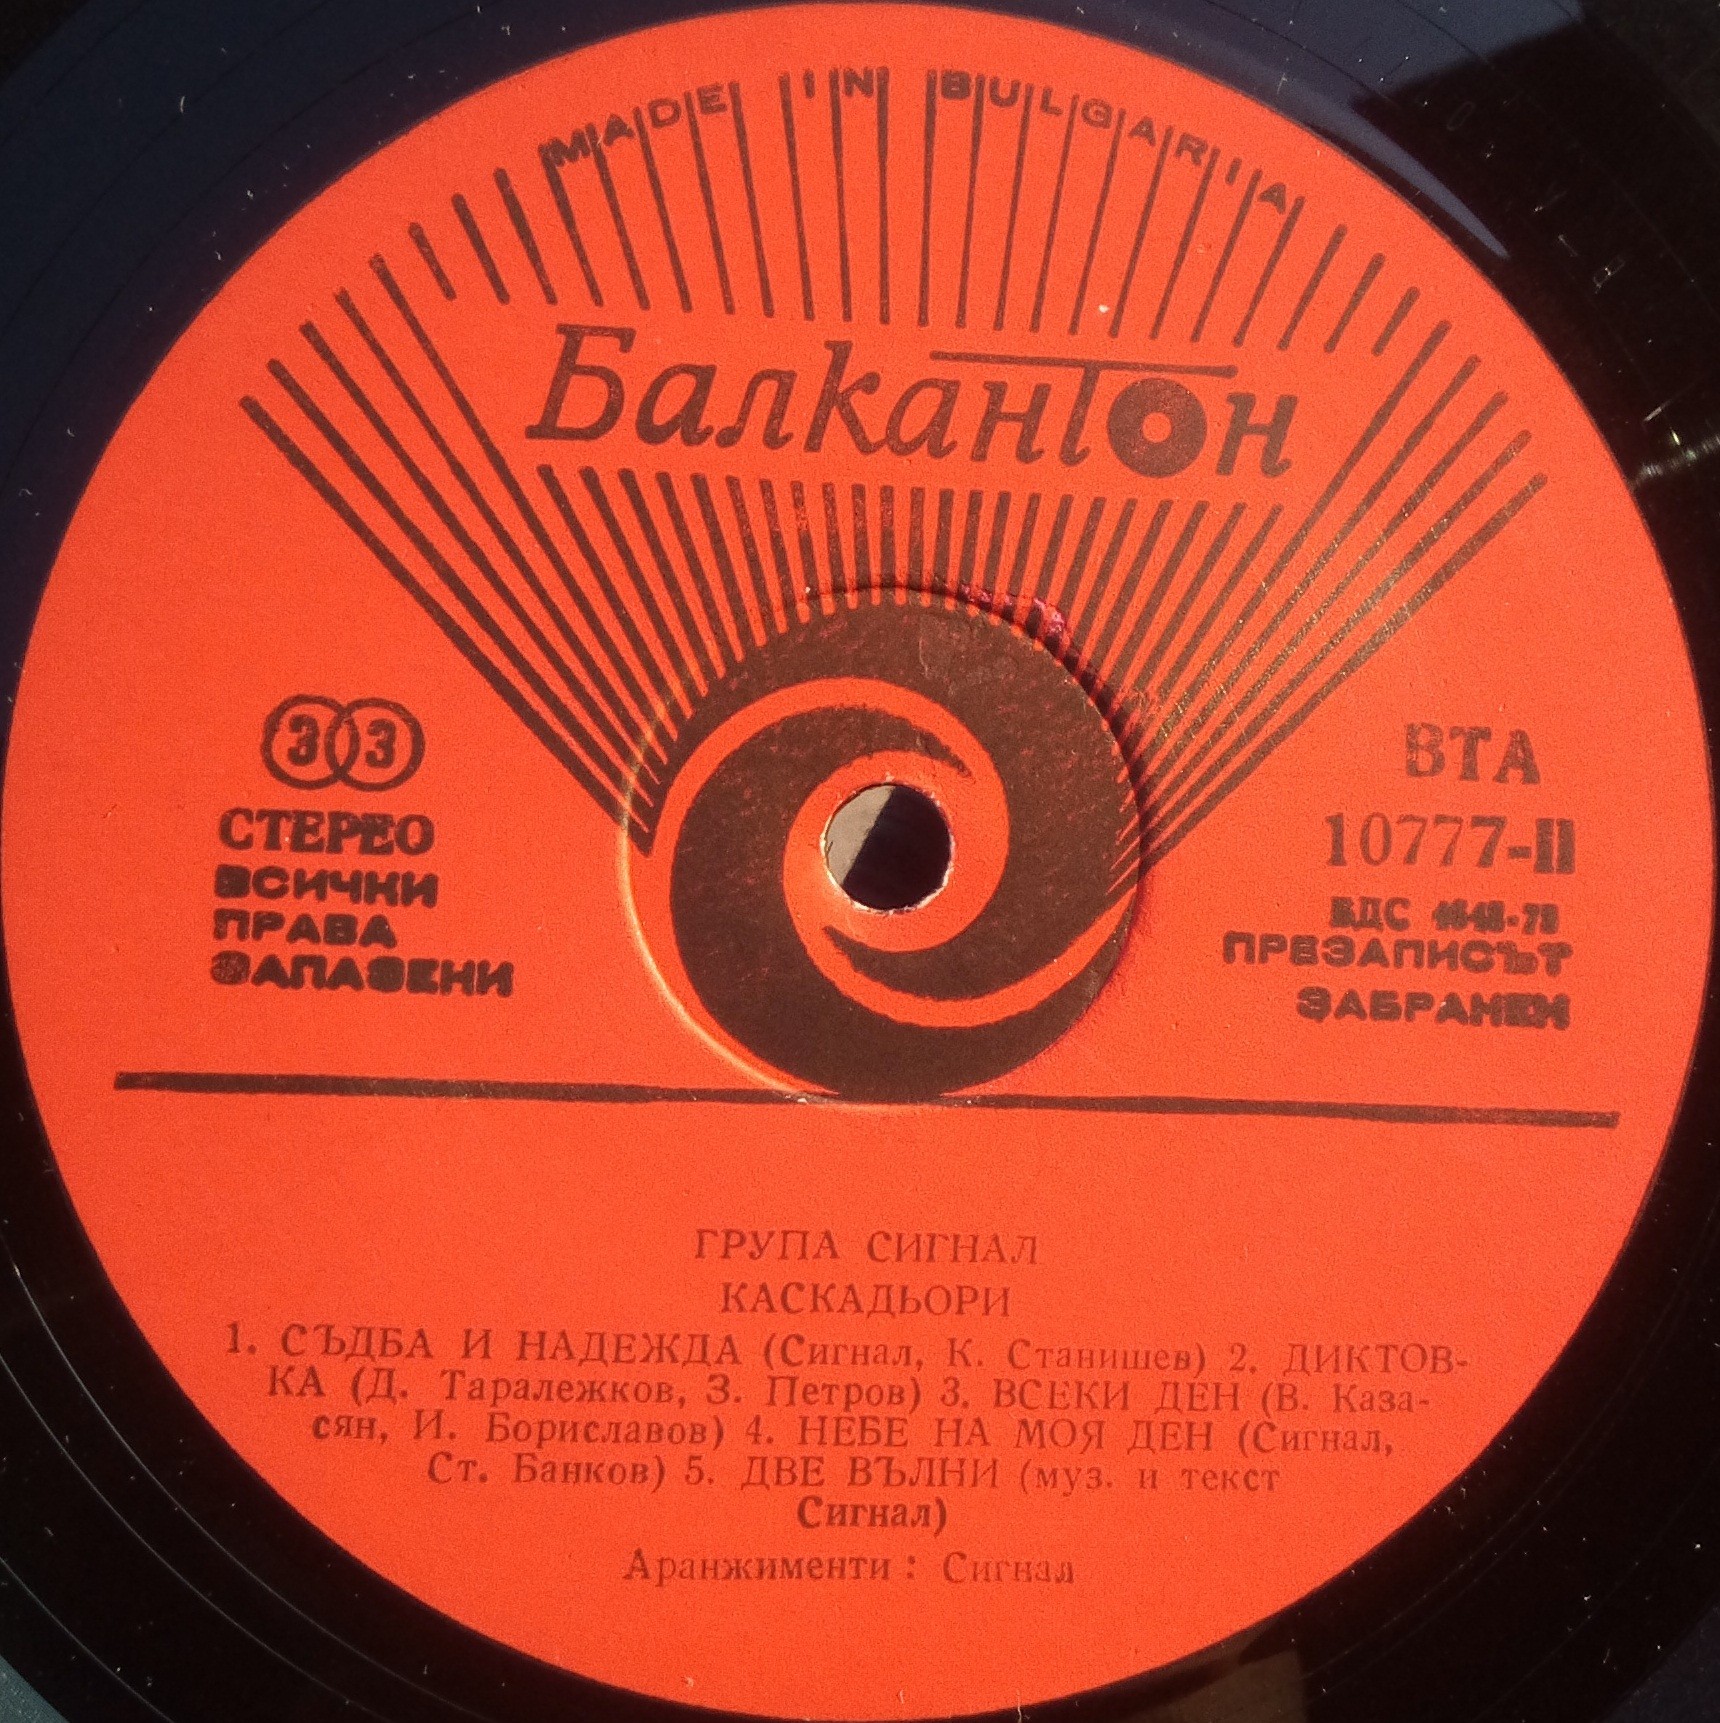 MADE IN BULGARIA
Балкантон
33
СТЕРЕО
ВСИЧКИ
ПРАВА
ЗАПАЗЕНИ
ВТА
10777-II
БДС
ПРЕЗАПИСЪТ
ЗАБРАНЕН
ГРУПА СИГНАЛ
КАСКАДЬОРИ
1. СЪДБА И НАДЕЖДА (Сигнал, К. Станишев) 2. ДИКТОВ-
КА (Д. Таралежков, З. Петров) 3. ВСЕКИ ДЕН (В. Каза-
сян, И. Бориславов) 4. НЕБЕ НА МОЯ ДЕН (Сигнал,
Ст. Банков) 5. ДВЕ ВЪЛНИ (муз. и текст
Сигнал)
Аранжименти : Сигнал